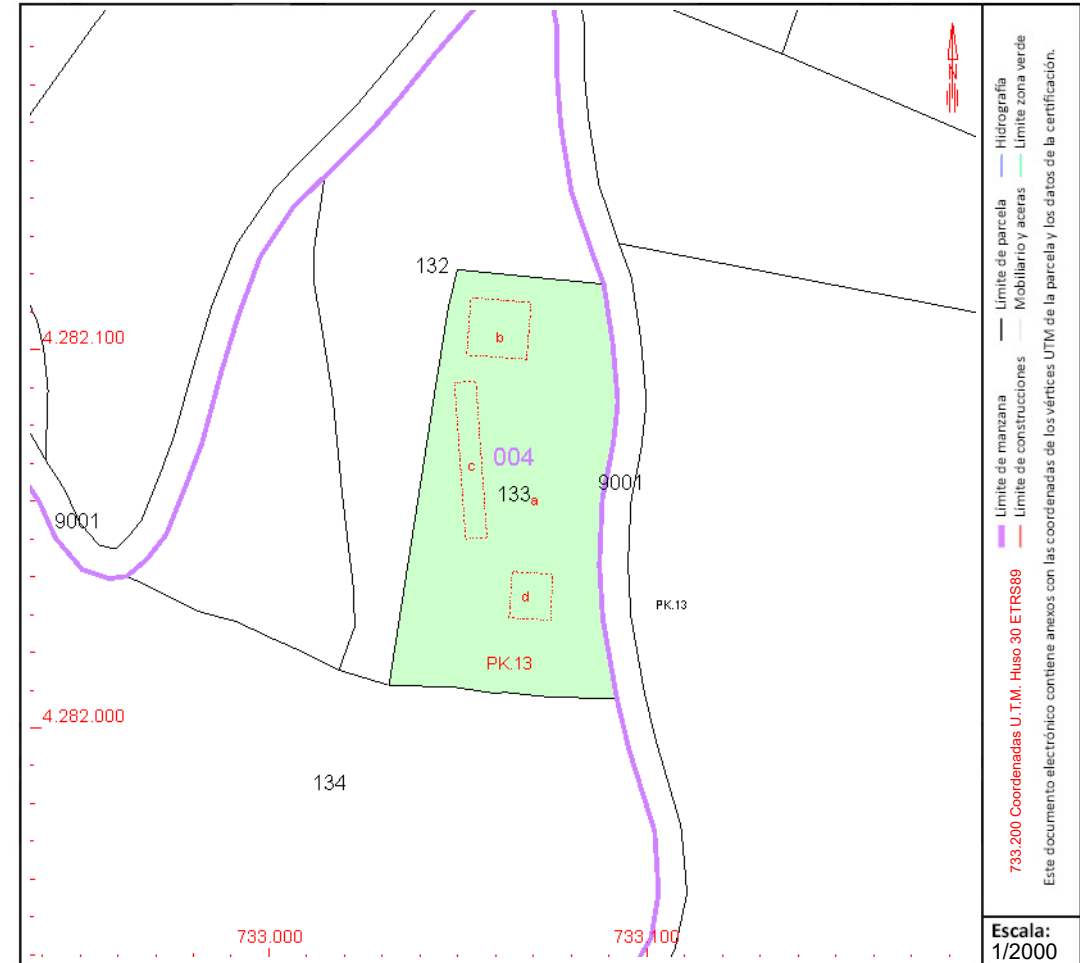 132
b
4.282.100
004
c
133 a
9001
9001
d
PK.13
PK.13
4.282.000
134
733.000
733.100
N
Límite de manzana
Límite de parcela
Hidrografía
733.200 Coordenadas U.T.M. Huso 30 ETRS89
Límite de construcciones
Mobiliario y aceras
Límite zona verde
Este documento electrónico contiene anexos con las coordenadas de los vértices UTM de la parcela y los datos de la certificación.
Escala:
1/2000